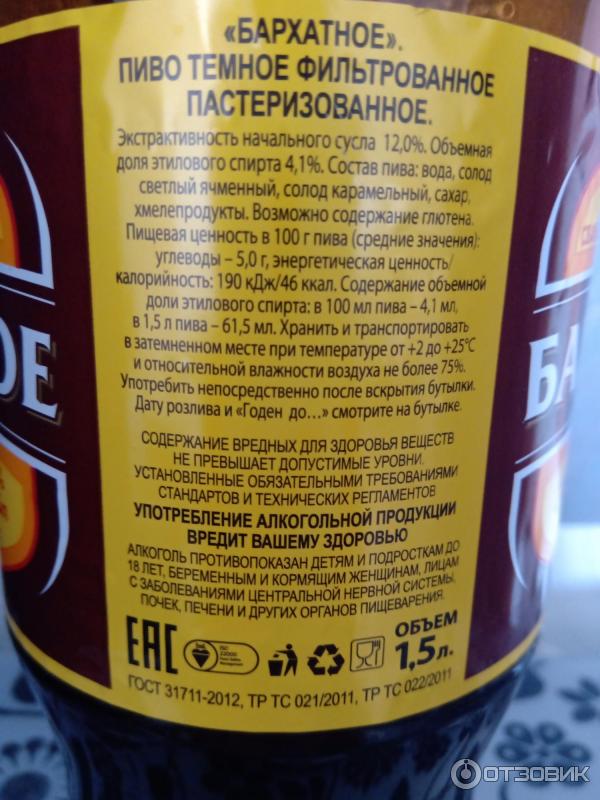 «БАРХАТНОЕ».
ПИВО ТЕМНОЕ ФИЛЬТРОВАННОЕ
ПАСТЕРИЗОВАННОЕ.
Экстрактивность начального сусла 12,0%. Объемная
доля этилового спирта 4,1%. Состав пива: вода, солод
светлый ячменный, солод карамельный, сахар,
хмелепродукты. Возможно содержание глютена.
Пищевая ценность в 100 г пива (средние значения):
углеводы – 5,0 г, энергетическая ценность/
калорийность: 190 кДж/46 ккал. Содержание объемной
доли этилового спирта: в 100 мл пива – 4,1 мл,
в 1,5 л пива – 61,5 мл. Хранить и транспортировать
в затемненном месте при температуре от +2 до +25°С
и относительной влажности воздуха не более 75%.
Употребить непосредственно после вскрытия бутылки.
Дату розлива и «Годен до...» смотрите на бутылке.
СОДЕРЖАНИЕ ВРЕДНЫХ ДЛЯ ЗДОРОВЬЯ ВЕЩЕСТВ
НЕ ПРЕВЫШАЕТ ДОПУСТИМЫЕ УРОВНИ.
УСТАНОВЛЕННЫЕ ОБЯЗАТЕЛЬНЫМИ ТРЕБОВАНИЯМИ
СТАНДАРТОВ И ТЕХНИЧЕСКИХ РЕГЛАМЕНТОВ
УПОТРЕБЛЕНИЕ АЛКОГОЛЬНОЙ ПРОДУКЦИИ
ВРЕДИТ ВАШЕМУ ЗДОРОВЬЮ
АЛКОГОЛЬ ПРОТИВОПОКАЗАН ДЕТЯМ И ПОДРОСТКАМ ДО
18 ЛЕТ, БЕРЕМЕННЫМ И КОРМЯЩИМ ЖЕНЩИНАМ, ЛИЦАМ
С ЗАБОЛЕВАНИЯМИ ЦЕНТРАЛЬНОЙ НЕРВНОЙ СИСТЕМЫ,
ПОЧЕК, ПЕЧЕНИ И ДРУГИХ ОРГАНОВ ПИЩЕВАРЕНИЯ.
EAC
ISO
22000
ОБЪЕМ
1,5 л.
ГОСТ 31711-2012, ТР ТС 021/2011, ТР ТС 022/2011
ОЕ
БА
ОТЗОВИК